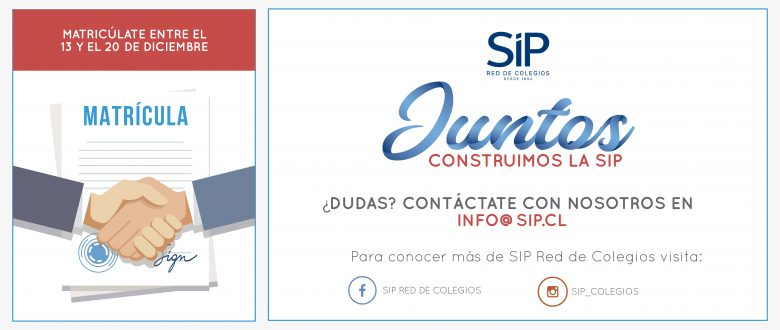 MATRICÚLATE ENTRE EL
13 Y EL 20 DE DICIEMBRE
MATRÍCULA
Sign
SIP
RED DE COLEGIOS
DESDE 1856
Juntos
CONSTRUIMOS LA SIP
¿DUDAS? CONTÁCTATE CON NOSOTROS EN
INFO@SIP.CL
Para conocer más de SIP Red de Colegios visita:
SIP RED DE COLEGIOS
SIP_COLEGIOS